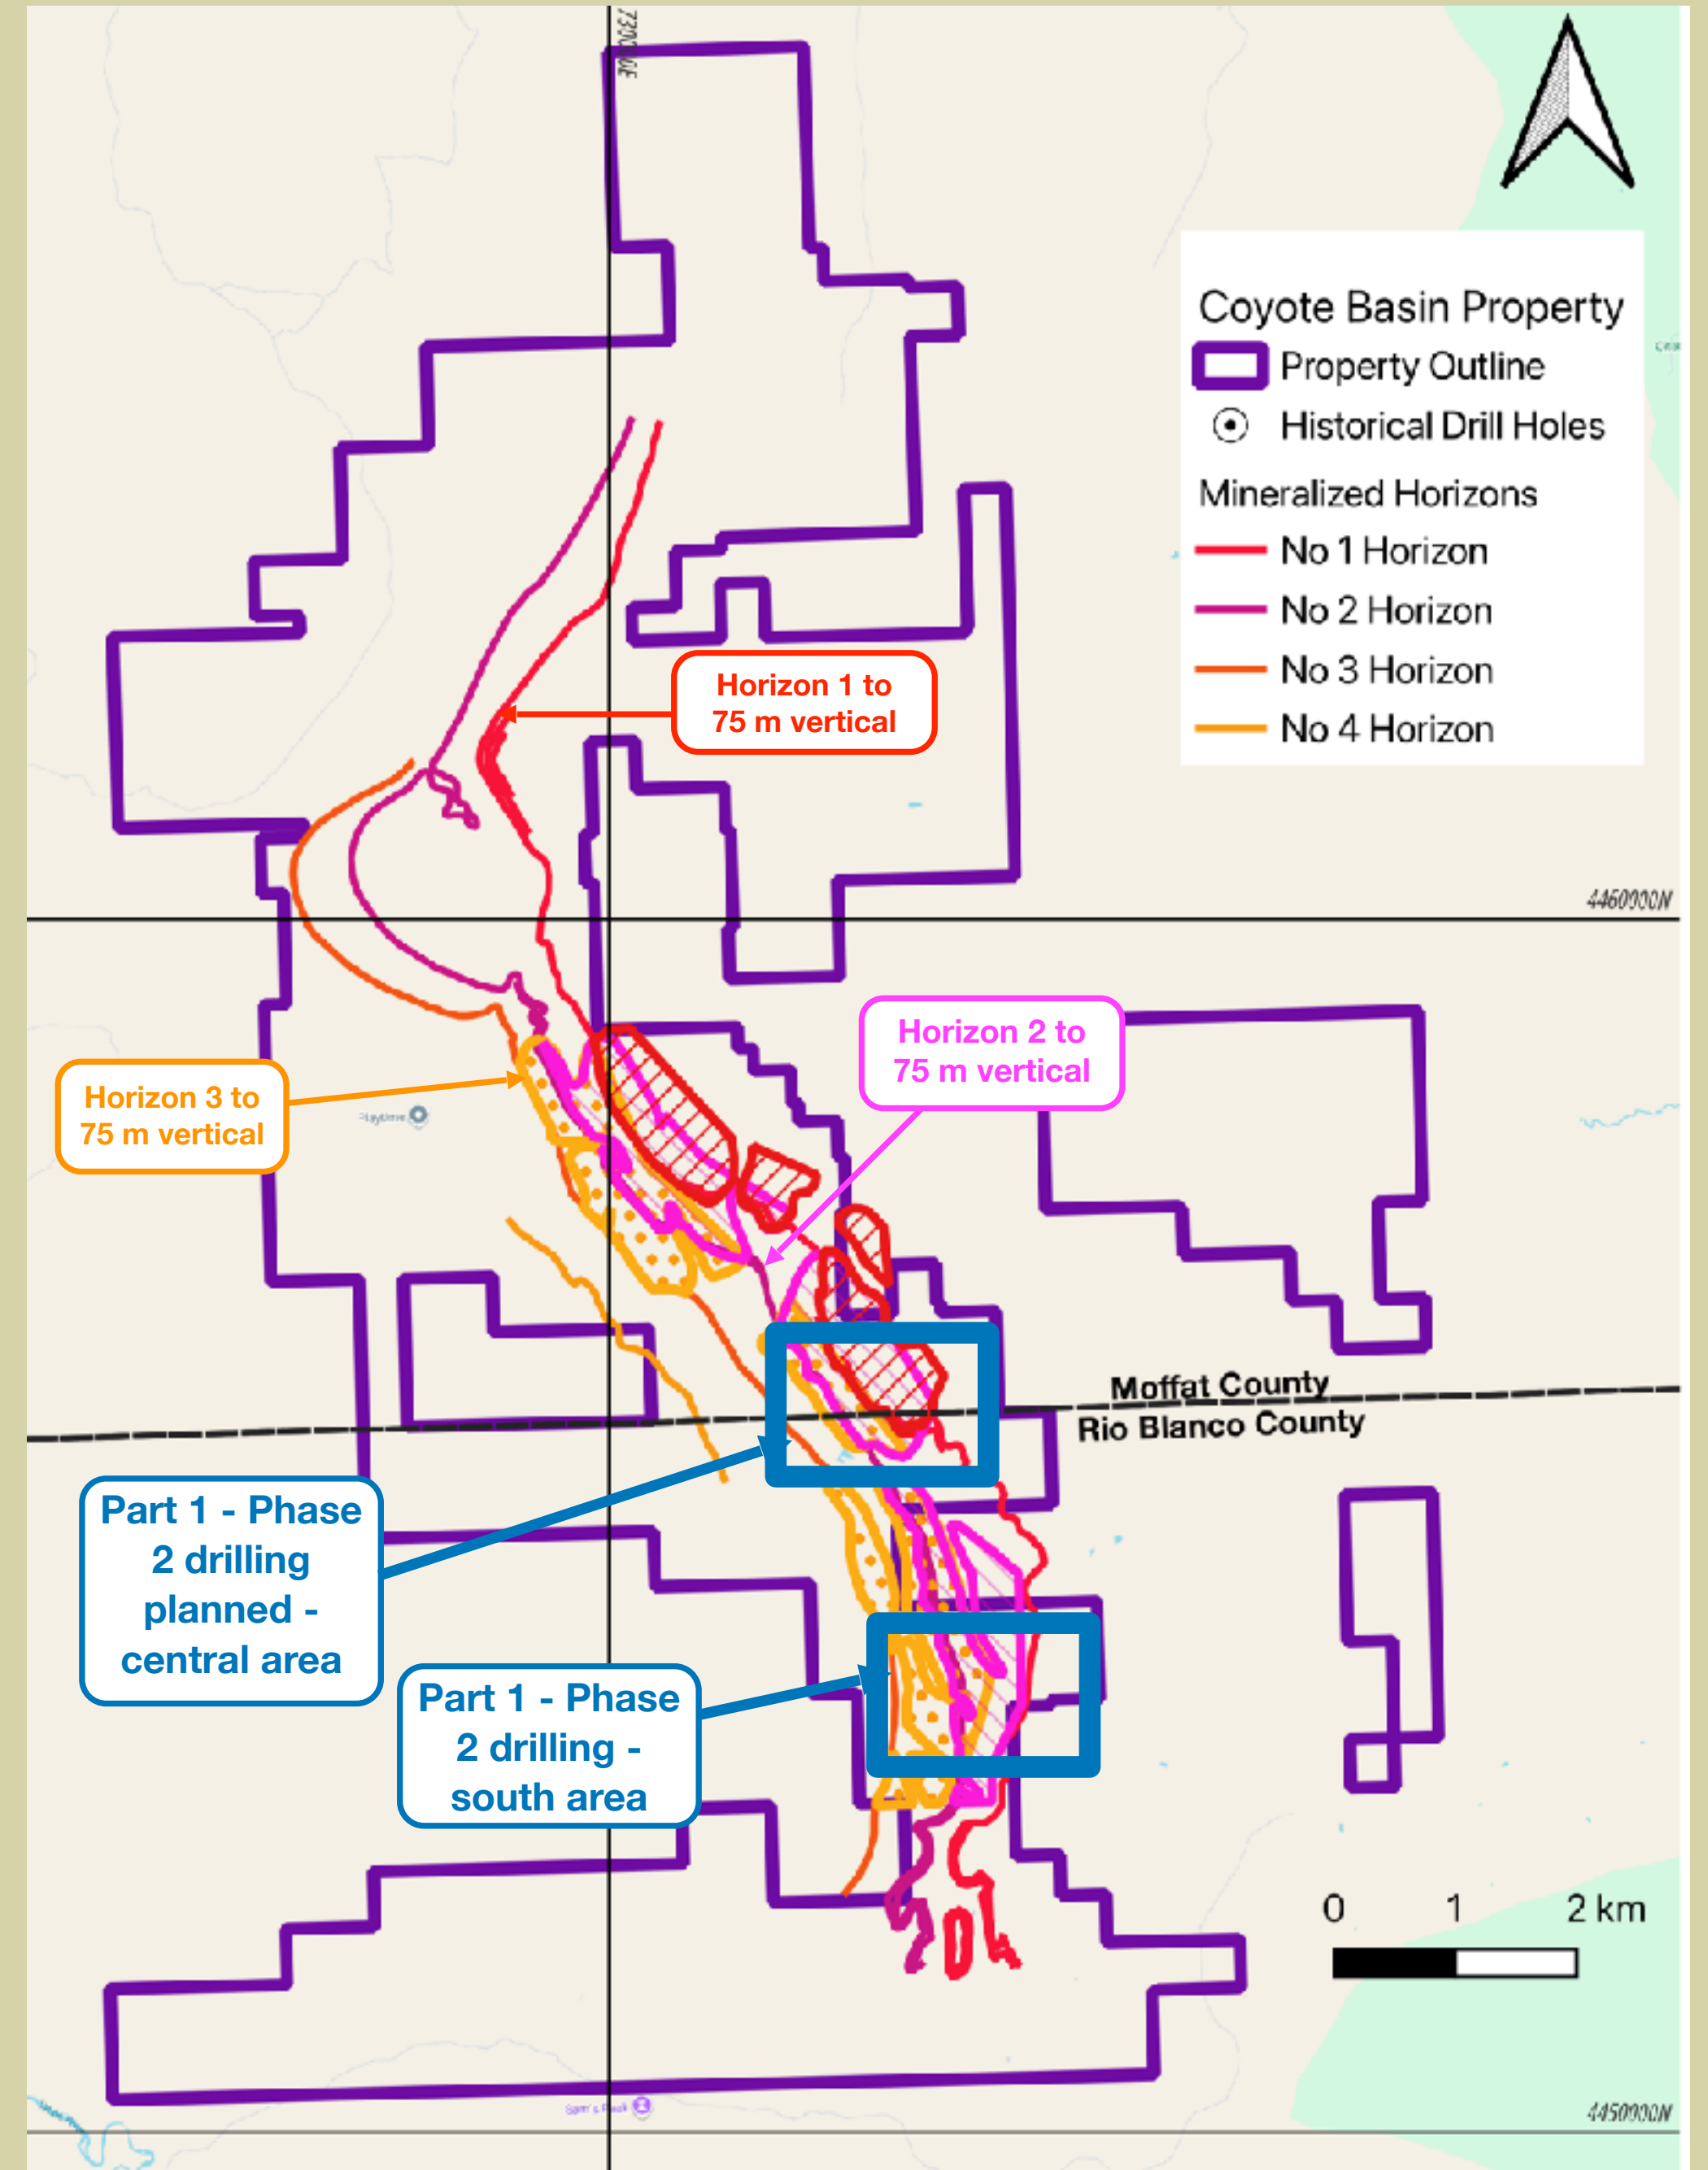 Coyote Basin Property
Property Outline
Historical Drill Holes
Mineralized Horizons
No 1 Horizon
No 2 Horizon
No 3 Horizon
No 4 Horizon
Horizon 1 to
75 m vertical
4460000N
Horizon 2 to
75 m vertical
Horizon 3 to
75 m vertical
Moffat County
Rio Blanco County
Part 1 - Phase
2 drilling
planned -
central area
Part 1 - Phase
2 drilling -
south area
0 1 2 km
4450000N